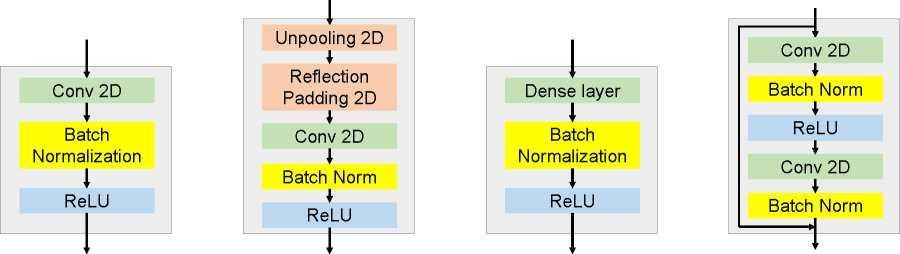 Conv 2D
Batch
Normalization
ReLU
Unpooling 2D
Reflection
Padding 2D
Conv 2D
Batch Norm
ReLU
Dense layer
Batch
Normalization
ReLU
Conv 2D
Batch Norm
ReLU
Conv 2D
Batch Norm